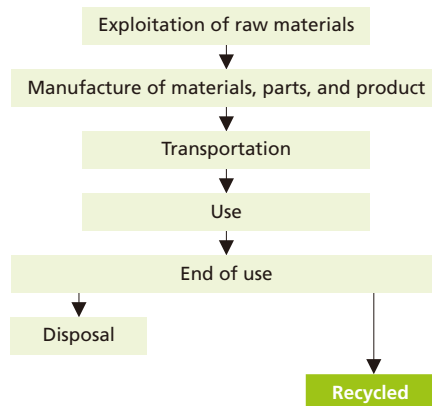 Exploitation of raw materials
Manufacture of materials, parts, and product
Transportation
Use
End of use
Disposal
Recycled